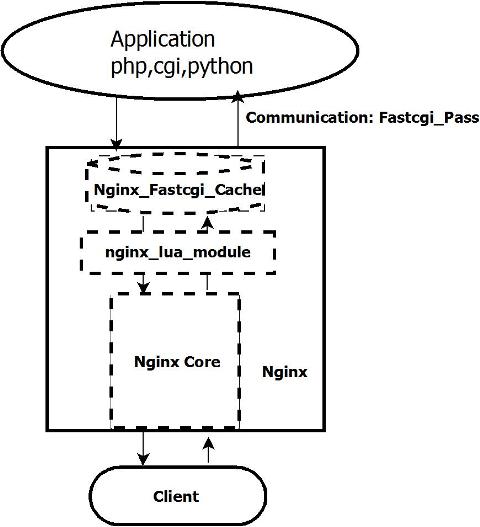 Application
php,cgi,python
Communication: Fastcgi_Pass
Nginx_Fastcgi_Cache
nginx_lua_module
Nginx Core
Nginx
Client